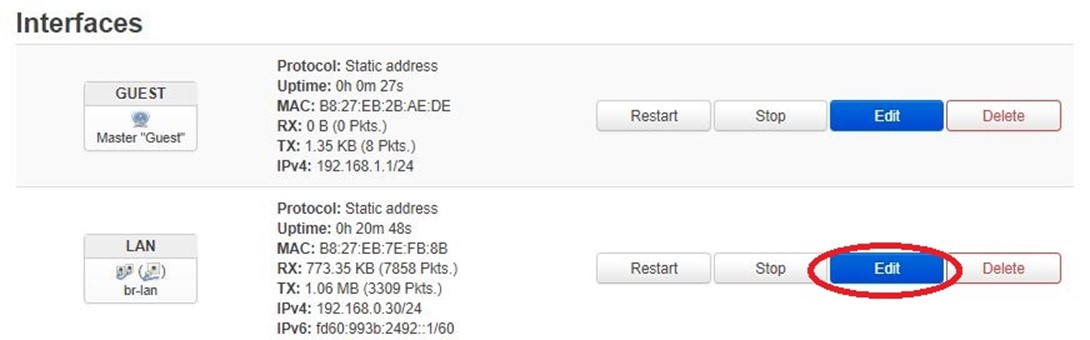 Interfaces
GUEST
Master "Guest"
Protocol: Static address
Uptime: 0h 0m 27s
MAC: B8:27:EB:2B:AE:DE
RX: 0 B (0 Pkts.)
TX: 1.35 KB (8 Pkts.)
IPv4: 192.168.1.1/24
Restart Stop Edit Delete
LAN
( )
br-lan
Protocol: Static address
Uptime: 0h 20m 48s
MAC: B8:27:EB:7E:FB:8B
RX: 773.35 KB (7858 Pkts.)
TX: 1.06 MB (3309 Pkts.)
IPv4: 192.168.0.30/24
IPv6: fd60:993b:2492::1/60
Restart Stop Edit Delete